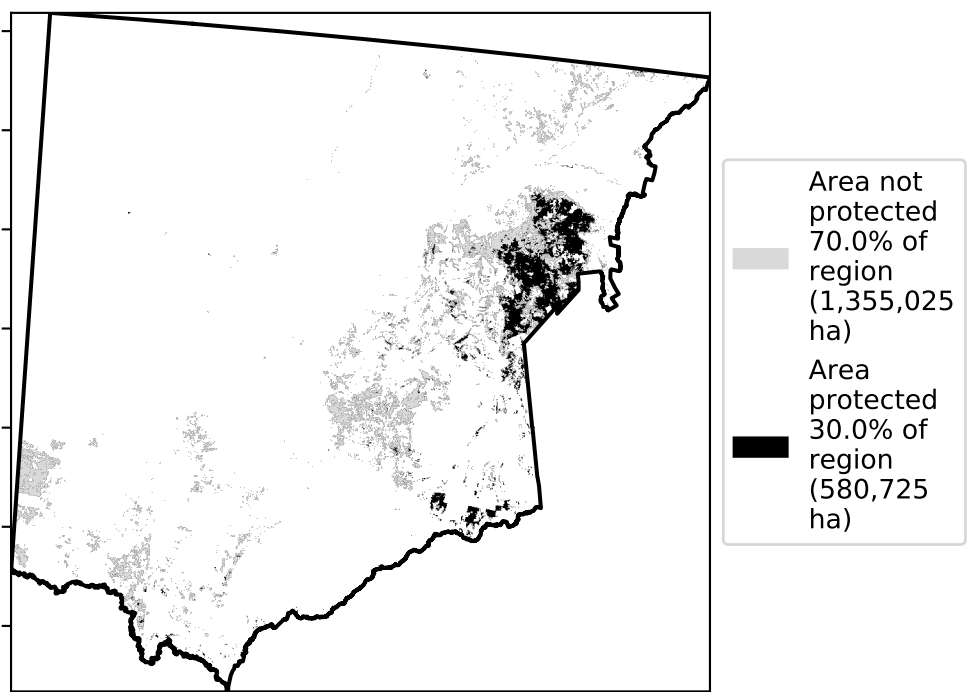 Area not
protected
70.0% of
region
(1,355,025
ha)
Area
protected
30.0% of
region
(580,725
ha)